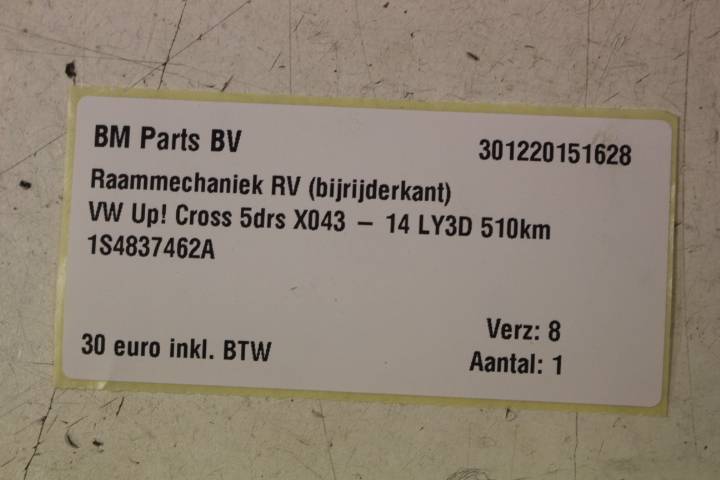 BM Parts BV 301220151628
Raammechaniek RV (bijrijderkant)
VW Up! Cross 5drs X043 – 14 LY3D 510km
1S4837462A
Verz: 8
30 euro inkl. BTW
Aantal: 1